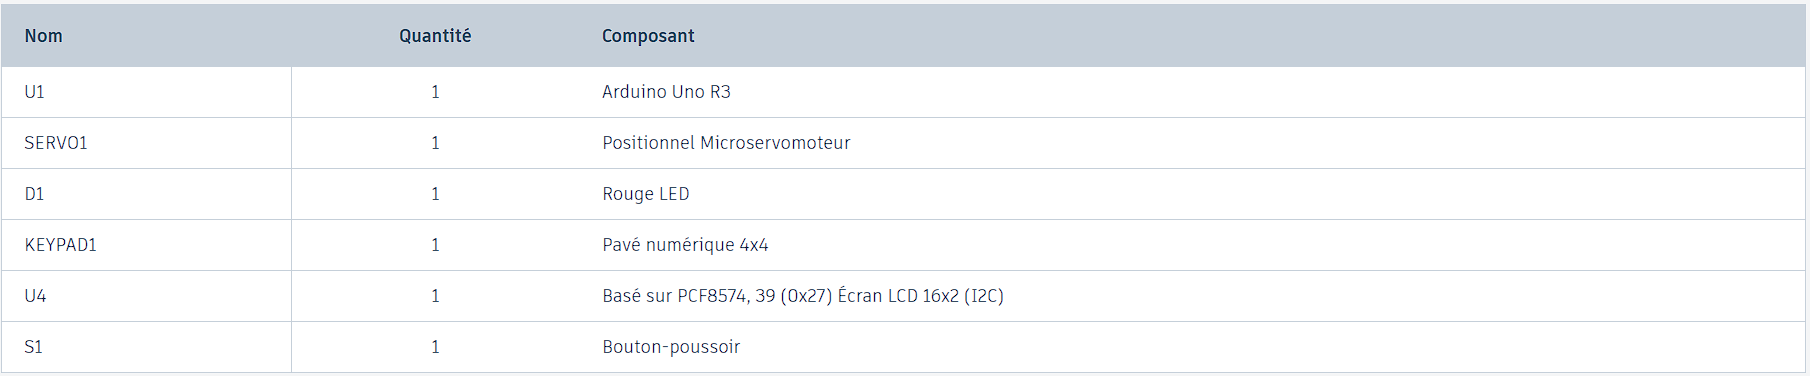 Nom Quantité Composant
U1 1 Arduino Uno R3
SERVO1 1 Positionnel Microservomoteur
D1 1 Rouge LED
KEYPAD1 1 Pavé numérique 4x4
U4 1 Basé sur PCF8574, 39 (0x27) Écran LCD 16x2 (I2C)
S1 1 Bouton-poussoir